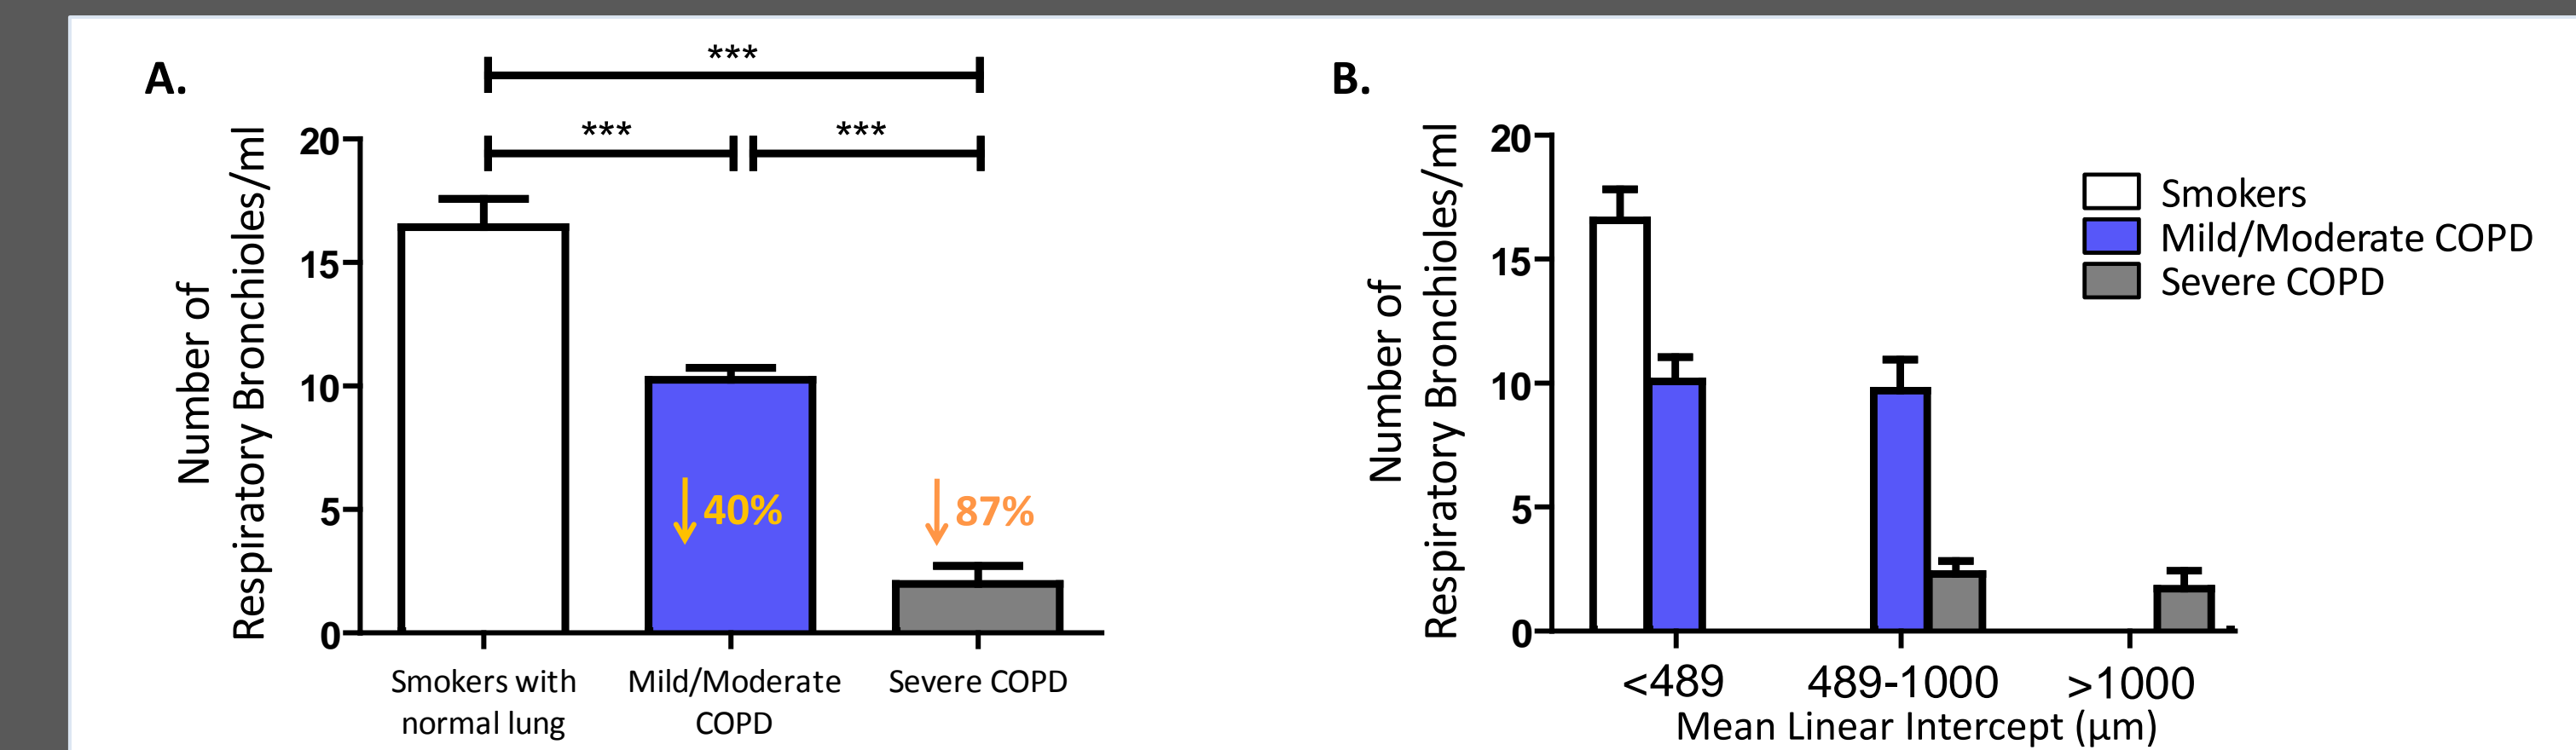 A.
***
***
***
Number of
Respiratory Bronchioles/ml
20
15
10
5
0
↓ 40%
↓ 87%
Smokers with
normal lung
Mild/Moderate
COPD
Severe COPD
B.
Number of
Respiratory Bronchioles/ml
20
15
10
5
0
Smokers
Mild/Moderate COPD
Severe COPD
<489
489-1000
>1000
Mean Linear Intercept (µm)